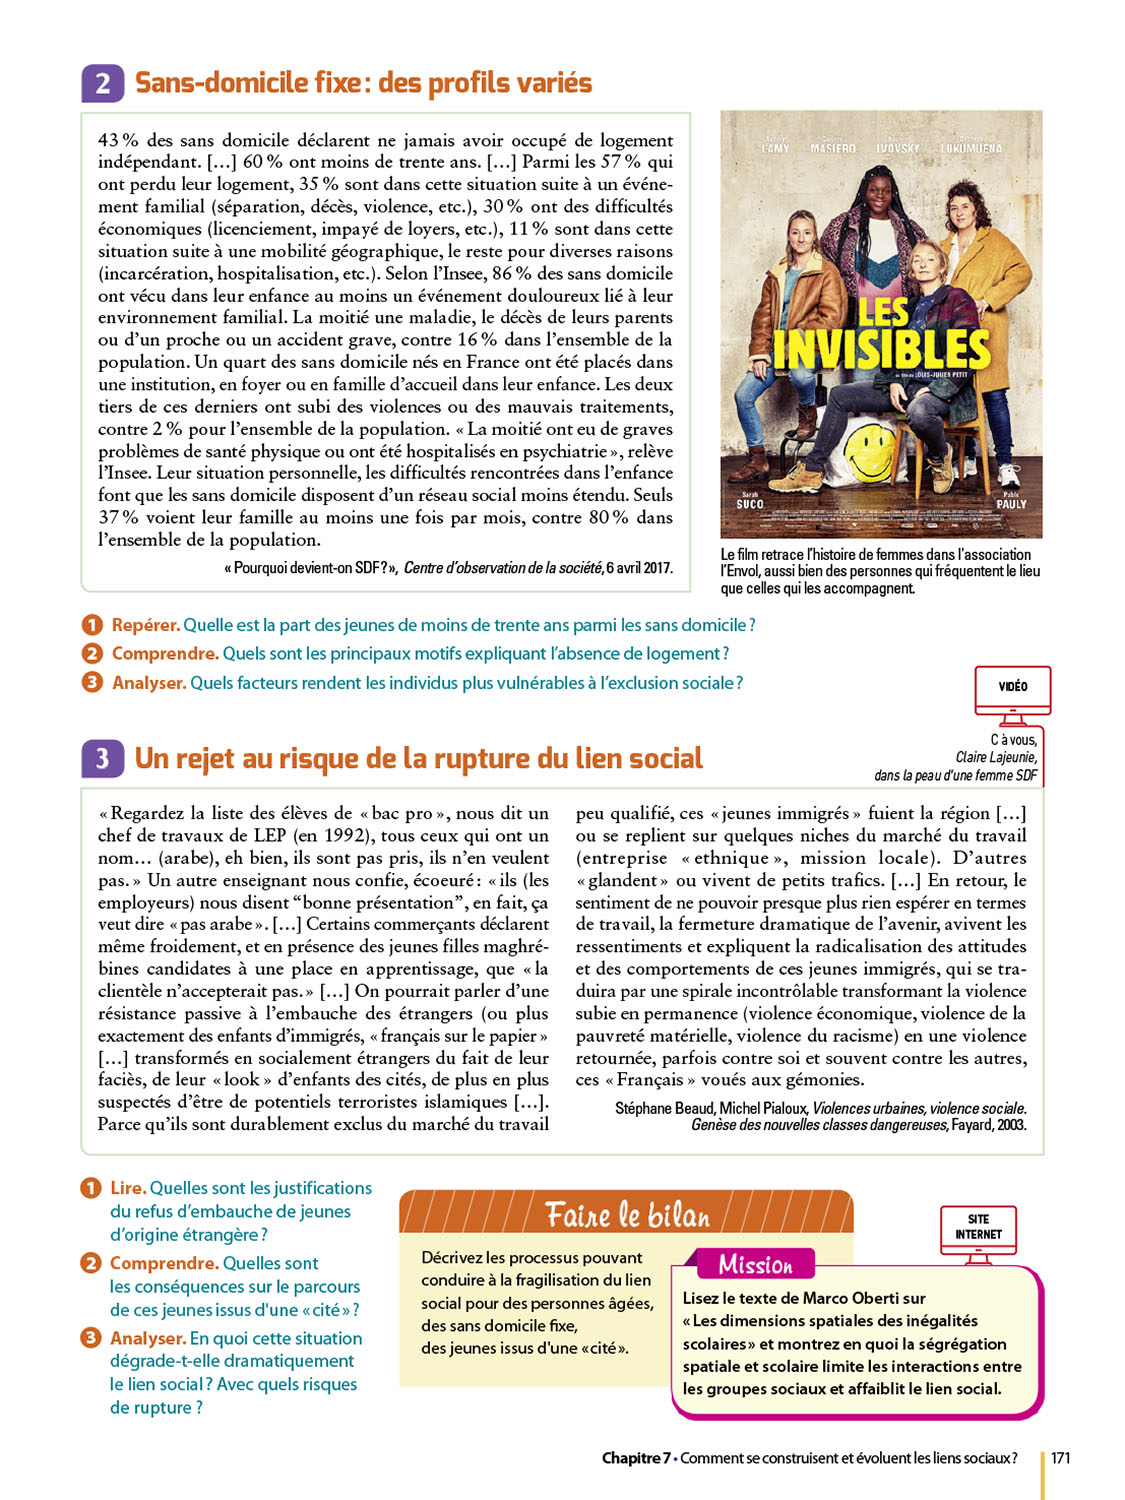 2 Sans-domicile fixe : des profils variés
43 % des sans domicile déclarent ne jamais avoir occupé de logement
indépendant. […] 60 % ont moins de trente ans. […] Parmi les 57 % qui
ont perdu leur logement, 35 % sont dans cette situation suite à un événe-
ment familial (séparation, décès, violence, etc.), 30 % ont des difficultés
économiques (licenciement, impayé de loyers, etc.), 11 % sont dans cette
situation suite à une mobilité géographique, le reste pour diverses raisons
(incarcération, hospitalisation, etc.). Selon l’Insee, 86 % des sans domicile
ont vécu dans leur enfance au moins un événement douloureux lié à leur
environnement familial. La moitié une maladie, le décès de leurs parents
ou d’un proche ou un accident grave, contre 16 % dans l’ensemble de la
population. Un quart des sans domicile nés en France ont été placés dans
une institution, en foyer ou en famille d’accueil dans leur enfance. Les deux
tiers de ces derniers ont subi des violences ou des mauvais traitements,
contre 2 % pour l’ensemble de la population. « La moitié ont eu de graves
problèmes de santé physique ou ont été hospitalisés en psychiatrie », relève
l’Insee. Leur situation personnelle, les difficultés rencontrées dans l’enfance
font que les sans domicile disposent d’un réseau social moins étendu. Seuls
37 % voient leur famille au moins une fois par mois, contre 80 % dans
l’ensemble de la population.
« Pourquoi devient-on SDF ? », Centre d’observation de la société, 6 avril 2017.
LAMY MASIERO LVOVSKY LUKUMUENA
LES
INVISIBLES
UN FILM DE LOUIS-JULIEN PETIT
Sarah
SUCO
Pablo
PAULY
Le film retrace l’histoire de femmes dans l'association
l’Envol, aussi bien des personnes qui fréquentent le lieu
que celles qui les accompagnent.
1 Repérer. Quelle est la part des jeunes de moins de trente ans parmi les sans domicile ?
2 Comprendre. Quels sont les principaux motifs expliquant l’absence de logement ?
3 Analyser. Quels facteurs rendent les individus plus vulnérables à l’exclusion sociale ?
VIDÉO
C à vous,
Claire Lajeunie,
dans la peau d'une femme SDF
3 Un rejet au risque de la rupture du lien social
« Regardez la liste des élèves de « bac pro », nous dit un
chef de travaux de LEP (en 1992), tous ceux qui ont un
nom… (arabe), eh bien, ils sont pas pris, ils n’en veulent
pas. » Un autre enseignant nous confie, écoeuré : « ils (les
employeurs) nous disent “bonne présentation”, en fait, ça
veut dire « pas arabe ». […] Certains commerçants déclarent
même froidement, et en présence des jeunes filles maghré-
bines candidates à une place en apprentissage, que « la
clientèle n’accepterait pas. » […] On pourrait parler d’une
résistance passive à l’embauche des étrangers (ou plus
exactement des enfants d’immigrés, « français sur le papier »
[…] transformés en socialement étrangers du fait de leur
faciès, de leur « look » d’enfants des cités, de plus en plus
suspectés d’être de potentiels terroristes islamiques […].
Parce qu’ils sont durablement exclus du marché du travail
peu qualifié, ces « jeunes immigrés » fuient la région […]
ou se replient sur quelques niches du marché du travail
(entreprise « ethnique », mission locale). D’autres
« glandent » ou vivent de petits trafics. […] En retour, le
sentiment de ne pouvoir presque plus rien espérer en termes
de travail, la fermeture dramatique de l’avenir, avivent les
ressentiments et expliquent la radicalisation des attitudes
et des comportements de ces jeunes immigrés, qui se tra-
duira par une spirale incontrôlable transformant la violence
subie en permanence (violence économique, violence de la
pauvreté matérielle, violence du racisme) en une violence
retournée, parfois contre soi et souvent contre les autres,
ces « Français » voués aux gémonies.
Stéphane Beaud, Michel Pialoux, Violences urbaines, violence sociale.
Genèse des nouvelles classes dangereuses, Fayard, 2003.
1 Lire. Quelles sont les justifications
du refus d’embauche de jeunes
d’origine étrangère ?
2 Comprendre. Quelles sont
les conséquences sur le parcours
de ces jeunes issus d'une « cité » ?
3 Analyser. En quoi cette situation
dégrade-t-elle dramatiquement
le lien social ? Avec quels risques
de rupture ?
Faire le bilan
Décrivez les processus pouvant
conduire à la fragilisation du lien
social pour des personnes âgées,
des sans domicile fixe,
des jeunes issus d'une « cité ».
SITE
INTERNET
Mission
Lisez le texte de Marco Oberti sur
« Les dimensions spatiales des inégalités
scolaires » et montrez en quoi la ségrégation
spatiale et scolaire limite les interactions entre
les groupes sociaux et affaiblit le lien social.
Chapitre 7 • Comment se construisent et évoluent les liens sociaux ? 171